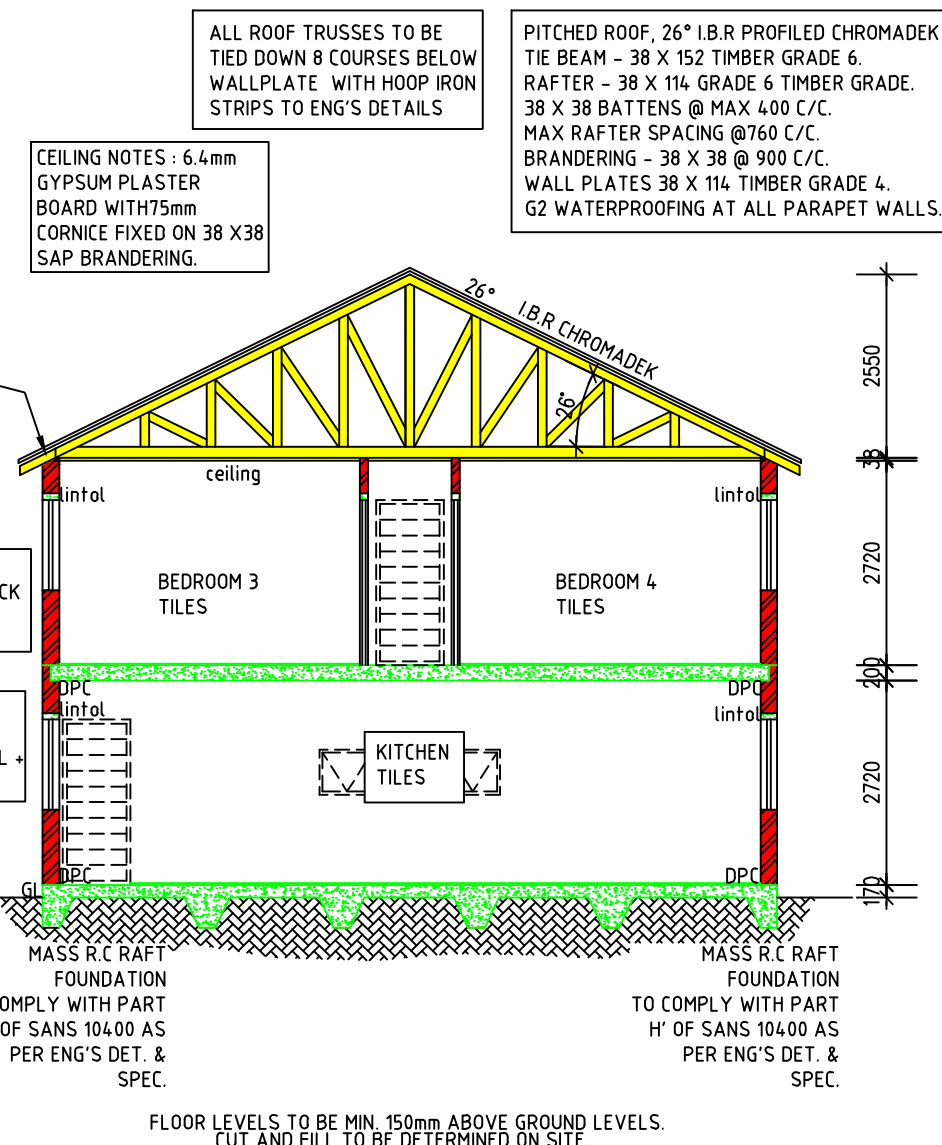 ALL ROOF TRUSSES TO BE
TIED DOWN 8 COURSES BELOW
WALLPLATE WITH HOOP IRON
STRIPS TO ENG'S DETAILS
PITCHED ROOF, 26° I.B.R PROFILED CHROMADEK
TIE BEAM - 38 X 152 TIMBER GRADE 6.
RAFTER - 38 X 114 GRADE 6 TIMBER GRADE.
38 X 38 BATTENS @ MAX 400 C/C.
MAX RAFTER SPACING @760 C/C.
BRANDERING - 38 X 38 @ 900 C/C.
WALL PLATES 38 X 114 TIMBER GRADE 4.
G2 WATERPROOFING AT ALL PARAPET WALLS.
CEILING NOTES : 6.4mm
GYPSUM PLASTER
BOARD WITH75mm
CORNICE FIXED ON 38 X38
SAP BRANDERING.
26°
I.B.R CHROMADEK
26°
2550
38
ceiling
lintol
lintol
2720
CK
BEDROOM 3
TILES
BEDROOM 4
TILES
200
DPC
DPC
lintol
lintol
L +
KITCHEN
TILES
2720
GL
DPC
DPC
170
MASS R.C RAFT
FOUNDATION
OMPLY WITH PART
OF SANS 10400 AS
PER ENG'S DET. &
SPEC.
MASS R.C RAFT
FOUNDATION
TO COMPLY WITH PART
H' OF SANS 10400 AS
PER ENG'S DET. &
SPEC.
FLOOR LEVELS TO BE MIN. 150mm ABOVE GROUND LEVELS.
CUT AND FILL TO BE DETERMINED ON SITE